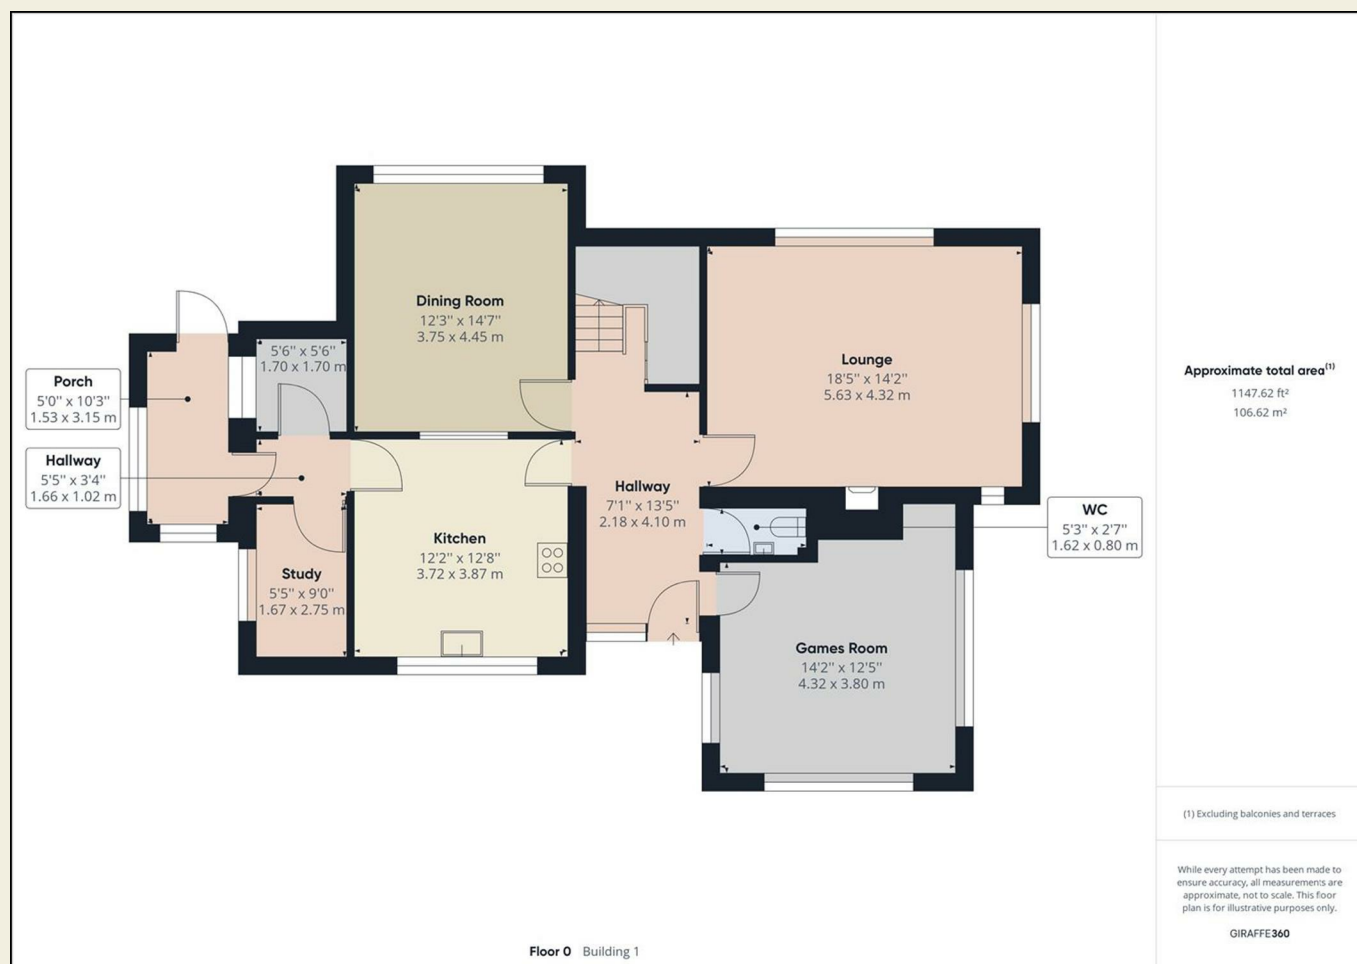 Dining Room
12'3" x 14'7"
3.75 x 4.45 m
5'6" x 5'6"
1.70 x 1.70 m
Porch
5'0" x 10'3"
1.53 x 3.15 m
Hallway
5'5" x 3'4"
1.66 x 1.02 m
Lounge
18'5" x 14'2"
5.63 x 4.32 m
Hallway
7'1" x 13'5"
2.18 x 4.10 m
WC
5'3" x 2'7"
1.62 x 0.80 m
Kitchen
12'2" x 12'8"
3.72 x 3.87 m
Study
5'5" x 9'0"
1.67 x 2.75 m
Games Room
14'2" x 12'5"
4.32 x 3.80 m
Floor 0 Building 1
Approximate total area(1)
1147.62 ft²
106.62 m²
(1) Excluding balconies and terraces
While every attempt has been made to
ensure accuracy, all measurements are
approximate, not to scale. This floor
plan is for illustrative purposes only.
GIRAFFE360